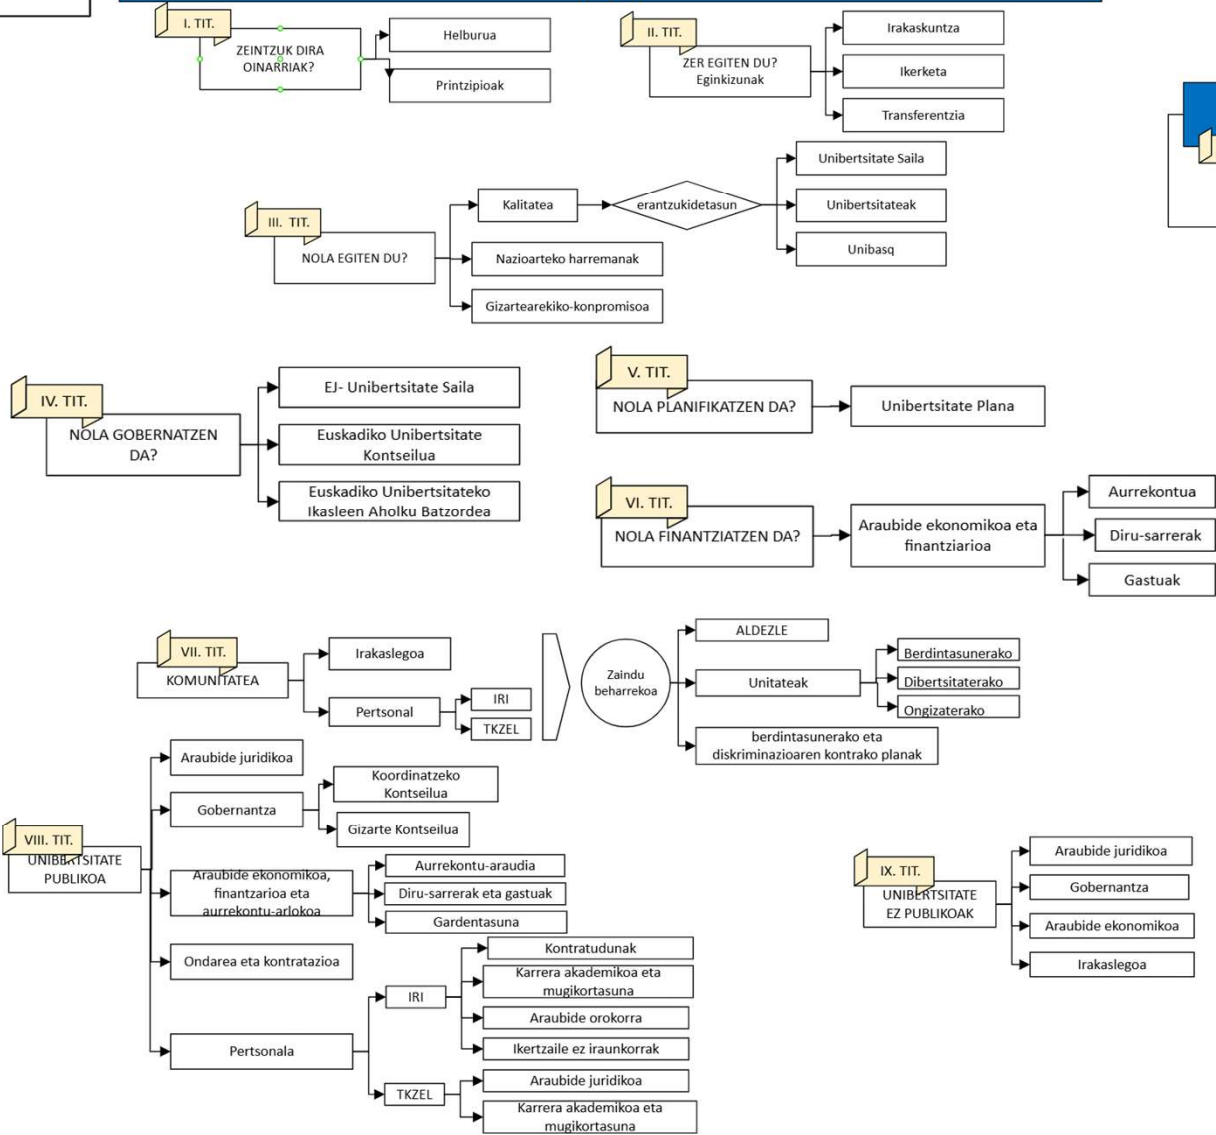 I. TIT.
ZEINTZUK DIRA
OINARRIAK?
Helburua
Printzipioak
II. TIT.
ZER EGITEN DU?
Eginkizunak
Irakaskuntza
Ikerketa
Transferentzia
III. TIT.
NOLA EGITEN DU?
Kalitatea
erantzukidetasun
Unibertsitate Saila
Unibertsitateak
Unibasq
Nazioarteko harremanak
Gizartearekiko-konpromisoa
IV. TIT.
NOLA GOBERNATZEN
DA?
EJ- Unibertsitate Saila
Euskadiko Unibertsitate
Kontseilua
Euskadiko Unibertsitateko
Ikasleen Aholku Batzordea
V. TIT.
NOLA PLANIFIKATZEN DA?
Unibertsitate Plana
VI. TIT.
NOLA FINANTZIATZEN DA?
Araubide ekonomikoa eta
finantziarioa
Aurrekontua
Diru-sarrerak
Gastuak
VII. TIT.
KOMUNITATEA
Irakaslegoa
Pertsonal
IRI
TKZEL
Zaindu
beharrekoa
ALDEZLE
Unitateak
Berdintasunerako
Dibertsitaterako
Ongizaterako
berdintasunerako eta
diskriminazioaren kontrako planak
VIII. TIT.
UNIBERTSITATE
PUBLIKOA
Araubide juridikoa
Gobernantza
Koordinatzeko
Kontseilua
Gizarte Kontseilua
Araubide ekonomikoa,
finantzarioa eta
aurrekontu-arlokoa
Aurrekontu-araudia
Diru-sarrerak eta gastuak
Gardentasuna
Ondarea eta kontratazioa
Pertsonala
IRI
Kontratudunak
Karrera akademikoa eta
mugikortasuna
Araubide orokorra
Ikertzaile ez iraunkorrak
TKZEL
Araubide juridikoa
Karrera akademikoa eta
mugikortasuna
IX. TIT.
UNIBERTSITATE
EZ PUBLIKOAK
Araubide juridikoa
Gobernantza
Araubide ekonomikoa
Irakaslegoa